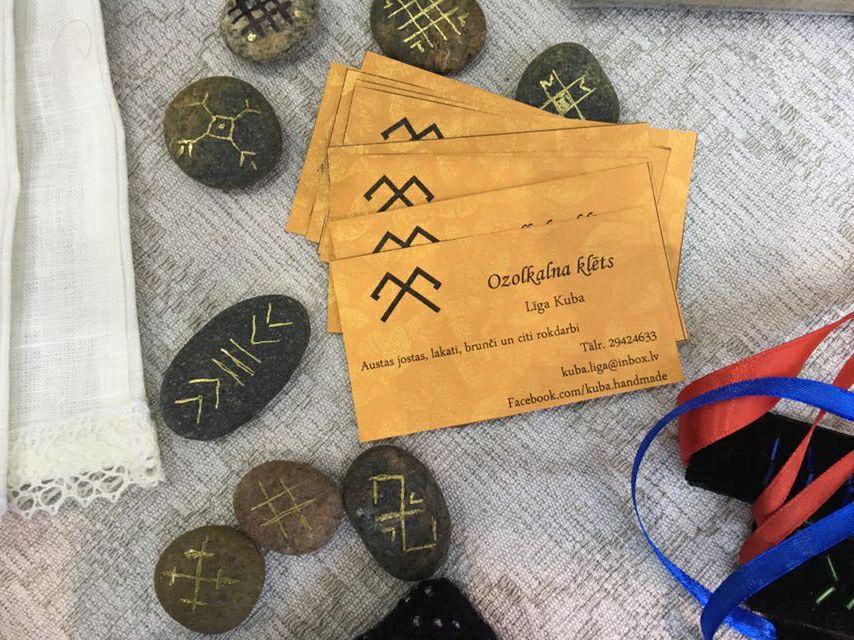 Ozolkalna klēts
Līga Kuba
Austas jostas, lakati, brunči un citi rokdarbi
Tālr. 29424633
kuba.liga@inbox.lv
Facebook.com/kuba.handmade